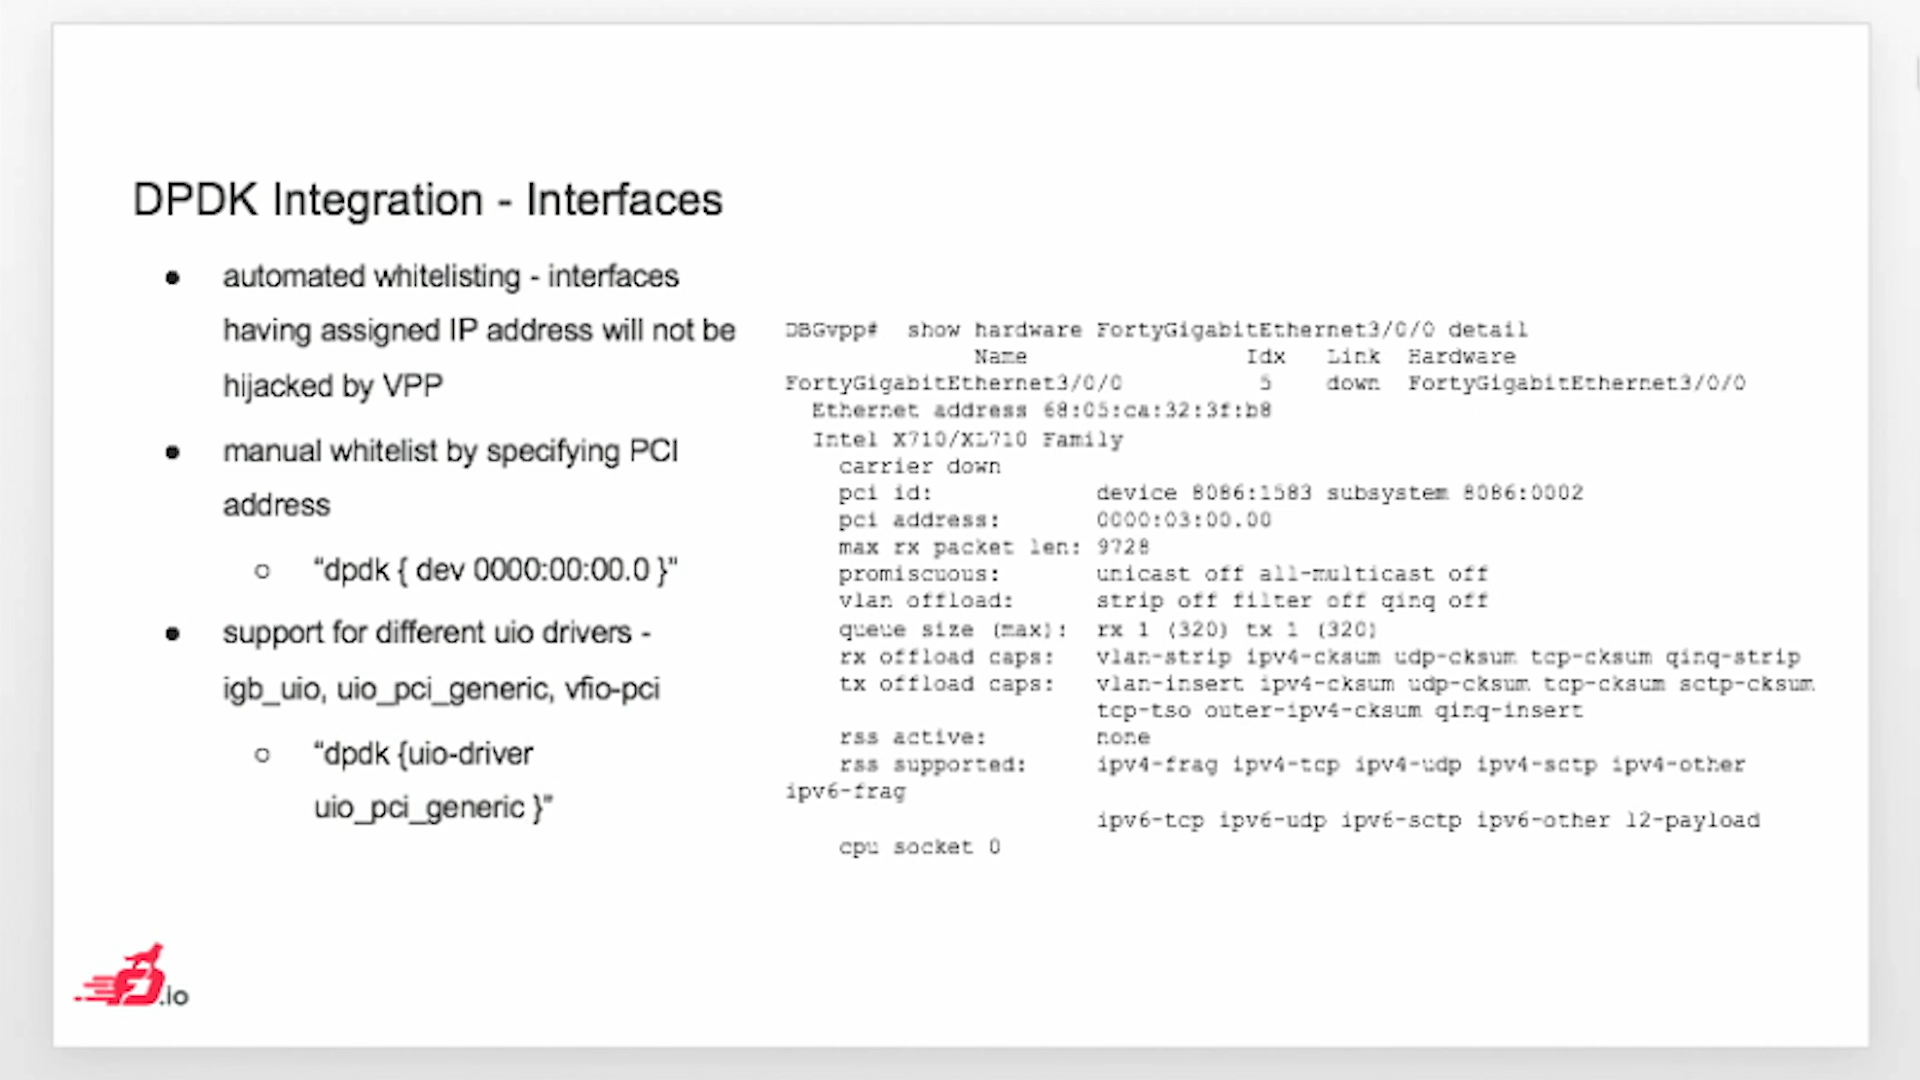 DPDK Integration - Interfaces
● automated whitelisting - interfaces
having assigned IP address will not be
hijacked by VPP
● manual whitelist by specifying PCI
address
○ “dpdk { dev 0000:00:00.0 }”
● support for different uio drivers -
igb_uio, uio_pci_generic, vfio-pci
○ “dpdk {uio-driver
uio_pci_generic }”
DBGvpp# show hardware FortyGigabitEthernet3/0/0 detail
Name Idx Link Hardware
FortyGigabitEthernet3/0/0 5 down FortyGigabitEthernet3/0/0
Ethernet address 68:05:ca:32:3f:b8
Intel X710/XL710 Family
carrier down
pci id: device 8086:1583 subsystem 8086:0002
pci address: 0000:03:00.00
max rx packet len: 9728
promiscuous: unicast off all-multicast off
vlan offload: strip off filter off qinq off
queue size (max): rx 1 (320) tx 1 (320)
rx offload caps: vlan-strip ipv4-cksum udp-cksum tcp-cksum qinq-strip
tx offload caps: vlan-insert ipv4-cksum udp-cksum tcp-cksum sctp-cksum
tcp-tso outer-ipv4-cksum qinq-insert
rss active: none
rss supported: ipv4-frag ipv4-tcp ipv4-udp ipv4-sctp ipv4-other
ipv6-frag
ipv6-tcp ipv6-udp ipv6-sctp ipv6-other l2-payload
cpu socket 0
.io